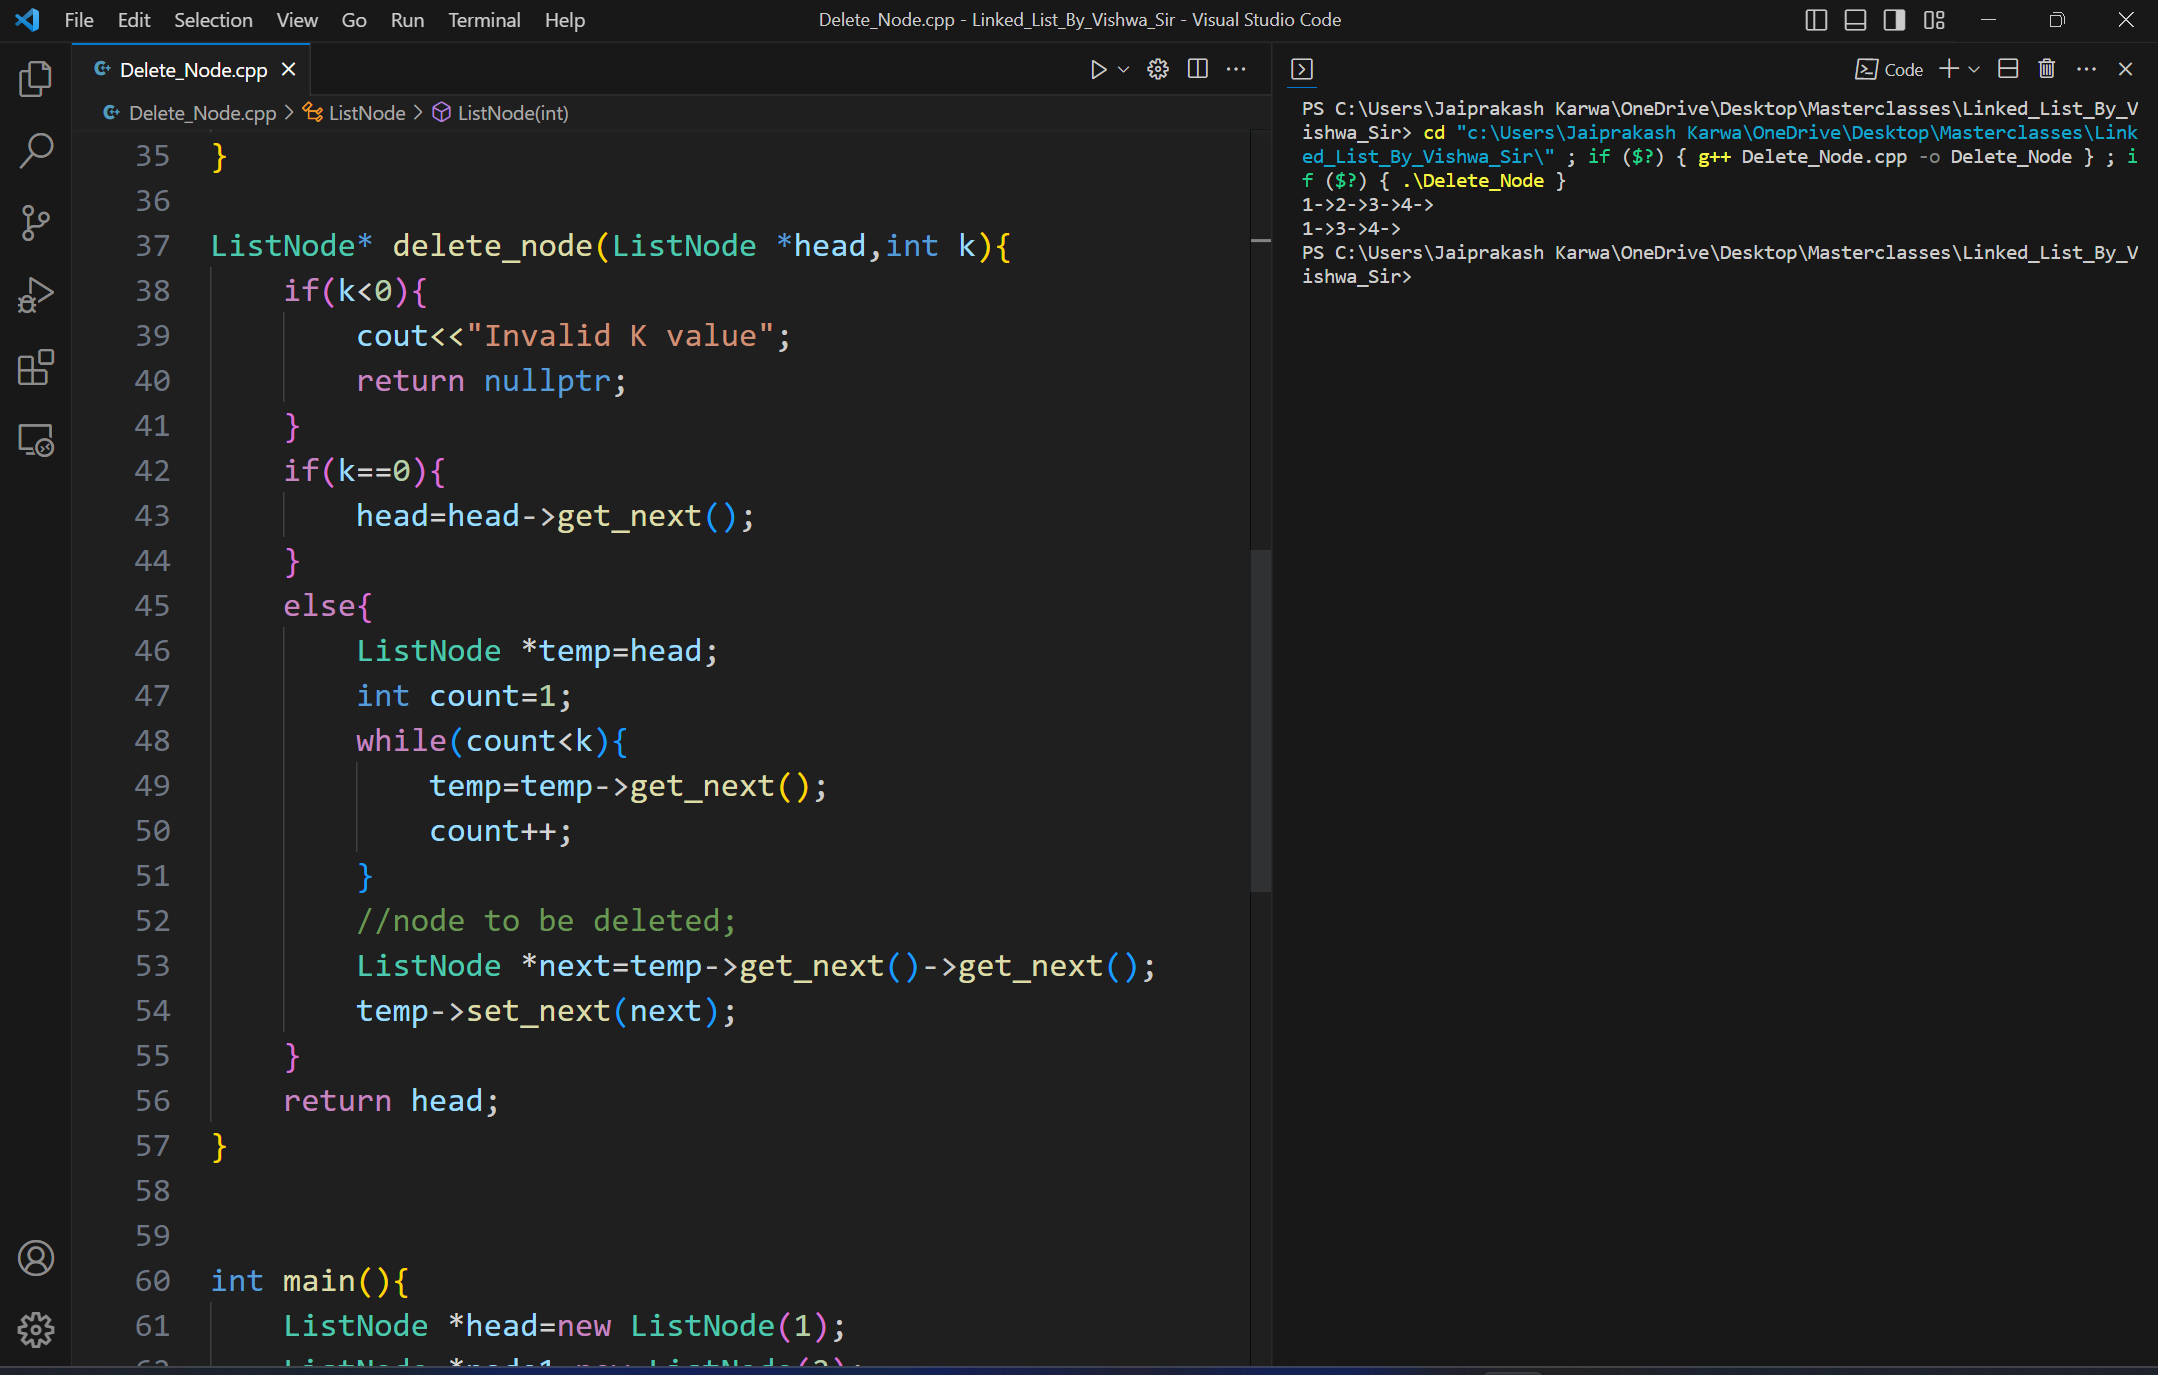 File Edit Selection View Go Run Terminal Help
Delete_Node.cpp - Linked_List_By_Vishwa_Sir - Visual Studio Code
Delete_Node.cpp
Delete_Node.cpp > ListNode > ListNode(int)
35 }
36
37 ListNode* delete_node(ListNode *head,int k){
38 if(k<0){
39 cout<<"Invalid K value";
40 return nullptr;
41 }
42 if(k==0){
43 head=head->get_next();
44 }
45 else{
46 ListNode *temp=head;
47 int count=1;
48 while(count<k){
49 temp=temp->get_next();
50 count++;
51 }
52 //node to be deleted;
53 ListNode *next=temp->get_next()->get_next();
54 temp->set_next(next);
55 }
56 return head;
57 }
58
59
60 int main(){
61 ListNode *head=new ListNode(1);
Code
PS C:\Users\Jaiprakash Karwa\OneDrive\Desktop\Masterclasses\Linked_List_By_V
ishwa_Sir> cd "c:\Users\Jaiprakash Karwa\OneDrive\Desktop\Masterclasses\Link
ed_List_By_Vishwa_Sir\" ; if ($?) { g++ Delete_Node.cpp -o Delete_Node } ; i
f ($?) { .\Delete_Node }
1->2->3->4->
1->3->4->
PS C:\Users\Jaiprakash Karwa\OneDrive\Desktop\Masterclasses\Linked_List_By_V
ishwa_Sir>